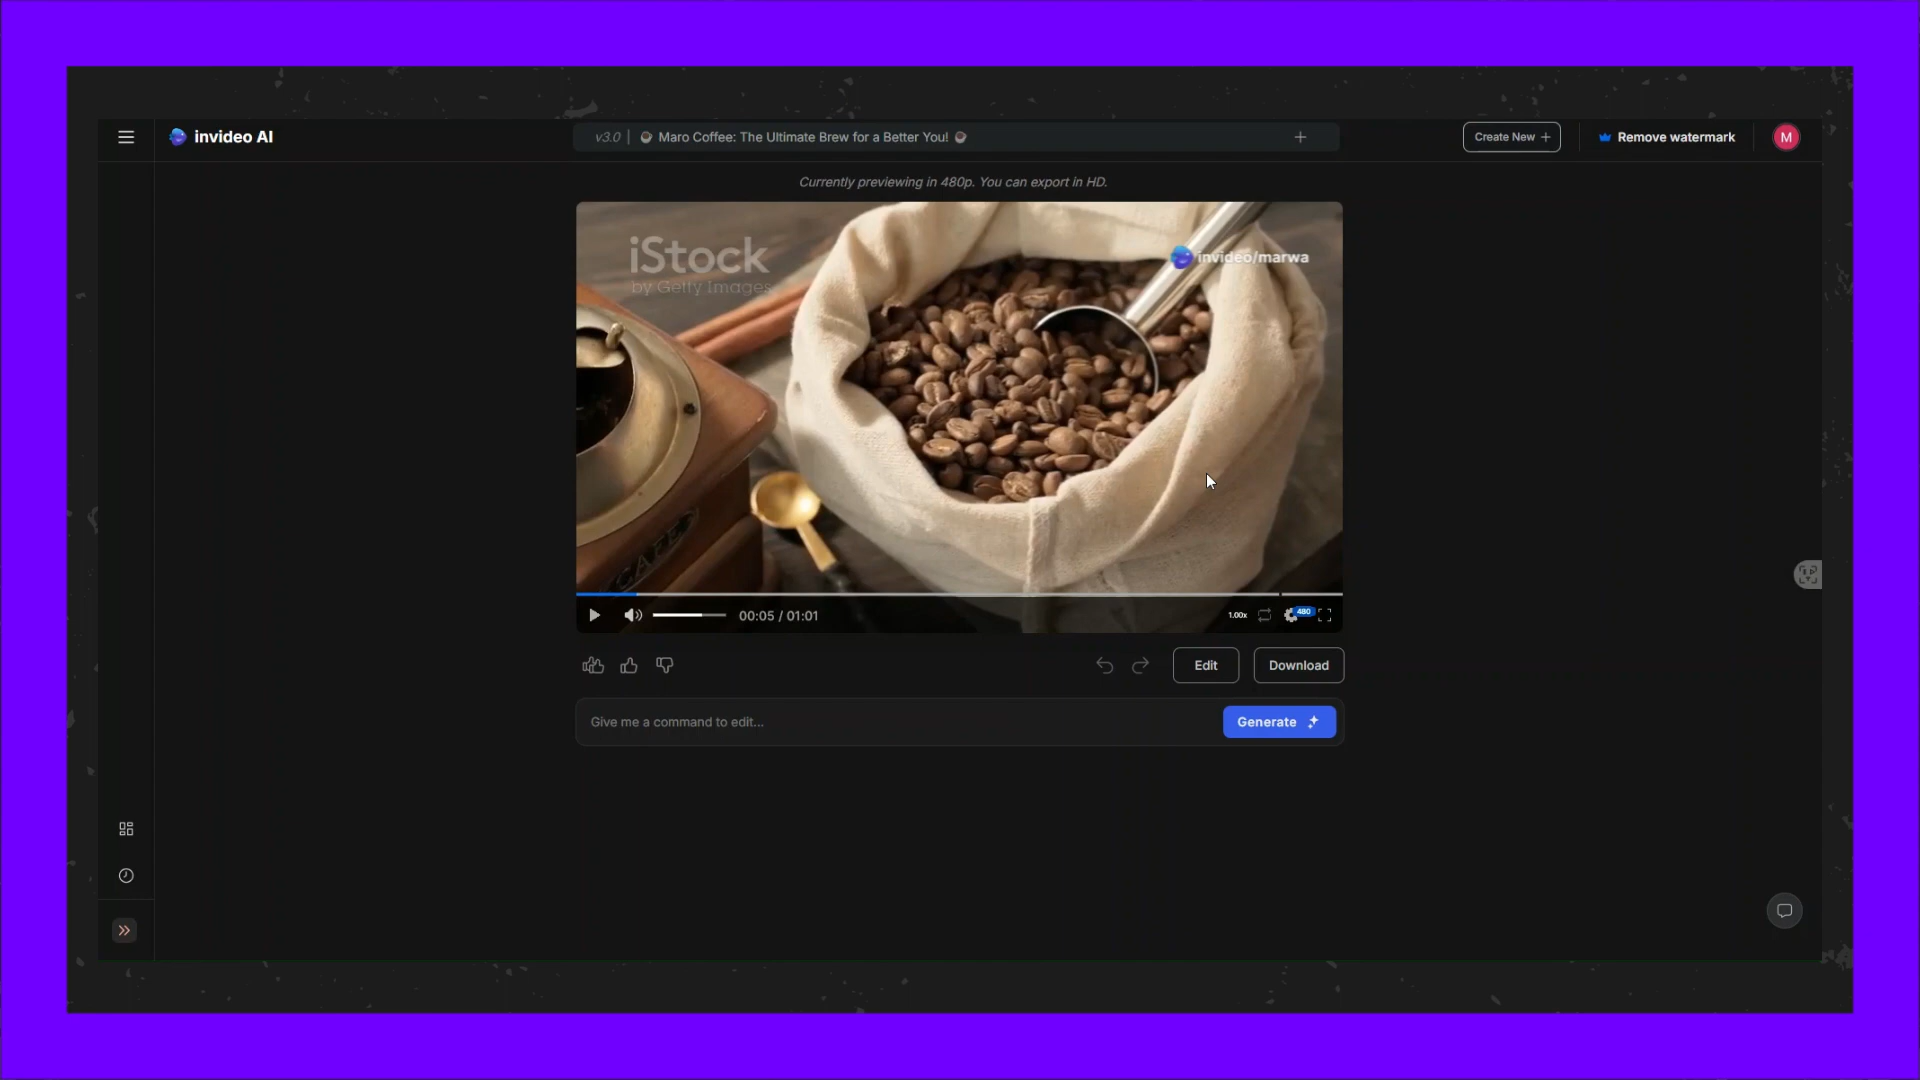 invideo AI
v3.0 | Maro Coffee: The Ultimate Brew for a Better You!
Create New +
Remove watermark
M
Currently previewing in 480p. You can export in HD.
iStock
by Getty Images
invideo/marwa
CAFE
00:05 / 01:01
1.00x
480
Edit
Download
Give me a command to edit...
Generate